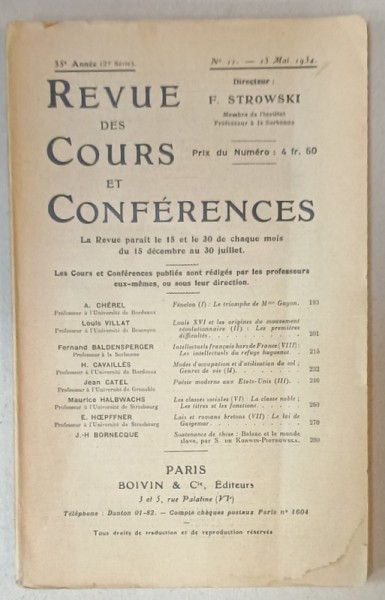 35e Année (2e Série).
No 11. — 15 Mai 1934.
REVUE
DES
COURS
ET
CONFÉRENCES
Directeur :
F. STROWSKI
Membre de l'Institut
Professeur à la Sorbonne
Prix du Numéro : 4 fr. 50
La Revue paraît le 15 et le 30 de chaque mois
du 15 décembre au 30 juillet.
Les Cours et Conférences publiés sont rédigés par les professeurs
eux-mêmes, ou sous leur direction.
A. CHÉREL
Professeur à l'Université de Bordeaux
Fénelon (I) : Le triomphe de Mme Guyon. 193
Louis VILLAT
Professeur à l'Université de Besançon
Louis XVI et les origines du mouvement
révolutionnaire (II) : Les premières
difficultés. 201
Fernand BALDENSPERGER
Professeur à la Sorbonne
Intellectuels français hors de France (VIII) :
Les intellectuels du refuge huguenot. 215
H. CAVAILLÈS
Professeur à l'Université de Bordeaux
Modes d'occupation et d'utilisation du sol ;
Genres de vie (M). 232
Jean CATEL
Professeur à l'Université de Grenoble
Poésie moderne aux Etats-Unis (III). 246
Maurice HALBWACHS
Professeur à l'Université de Strasbourg
Les classes sociales (VI) : La classe noble ;
Les titres et les fonctions. 260
E. HŒPFFNER
Professeur à l'Université de Strasbourg
Lais et romans bretons (VII) : Le lai de
Guigemar. 270
J.-H BORNECQUE
Soutenance de thèse : Balzac et le monde
slave, par S. DE KORWIN-PIOTROWSKA. 280
PARIS
BOIVIN & Cie, Éditeurs
3 et 5, rue Palatine (VIe)
Téléphone : Danton 01-82. — Compte chèques postaux Paris no 1604
Tous droits de traduction et de reproduction réservés